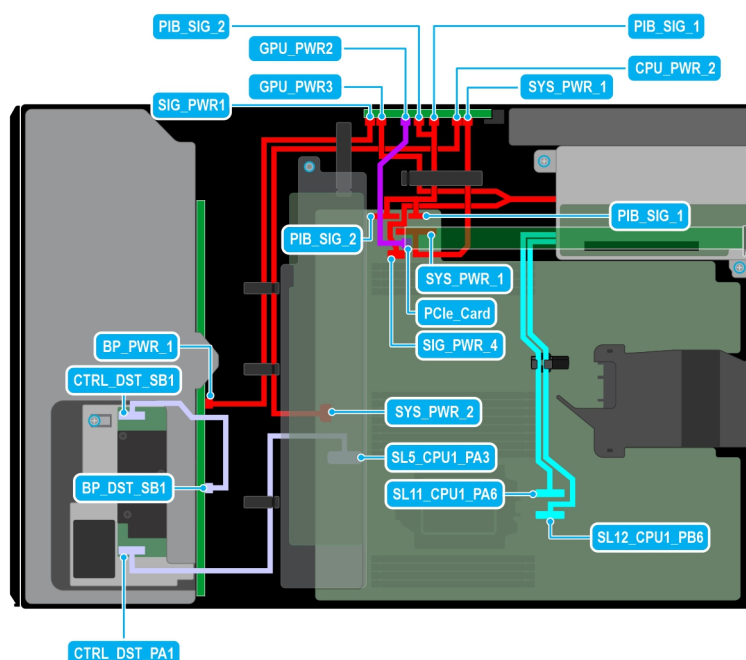 PIB_SIG_2
PIB_SIG_1
GPU_PWR2
CPU_PWR_2
GPU_PWR3
SYS_PWR_1
SIG_PWR1
PIB_SIG_1
PIB_SIG_2
SYS_PWR_1
PCIe_Card
SIG_PWR_4
BP_PWR_1
CTRL_DST_SB1
SYS_PWR_2
SL5_CPU1_PA3
BP_DST_SB1
SL11_CPU1_PA6
SL12_CPU1_PB6
CTRL_DST_PA1